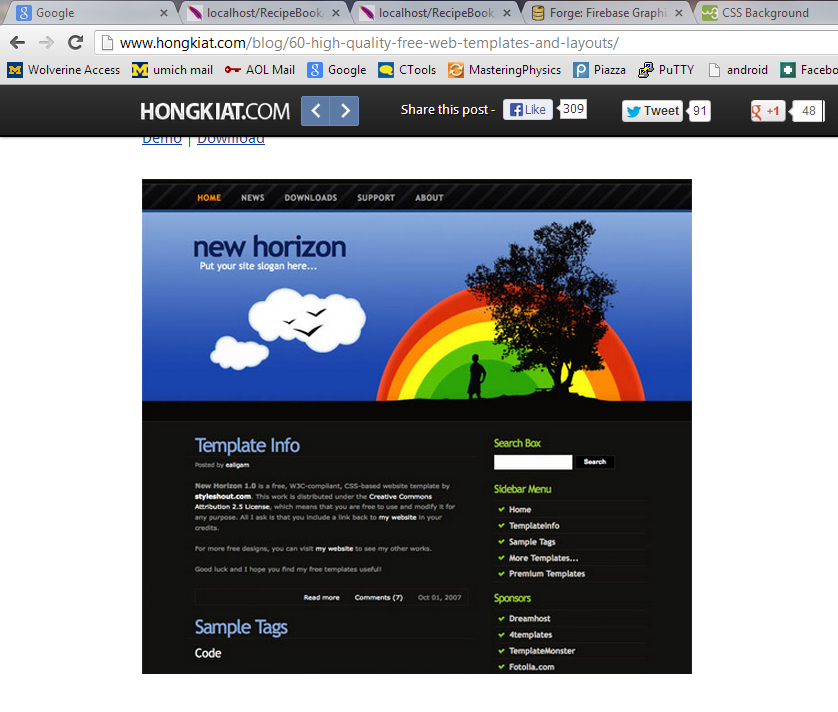 Google
localhost/RecipeBook
localhost/RecipeBook
Forge: Firebase Graphi
CSS Background
www.hongkiat.com/blog/60-high-quality-free-web-templates-and-layouts/
Wolverine Access umich mail AOL Mail Google CTools MasteringPhysics Piazza PuTTY android Facebo
HONGKIAT.COM
Share this post - Like 309 Tweet 91 +1 48
Demo | Download
HOME NEWS DOWNLOADS SUPPORT ABOUT
new horizon
Put your site slogan here...
Template Info
Posted by ealigam
New Horizon 1.0 is a free, W3C-compliant, CSS-based website template by
styleshout.com. This work is distributed under the Creative Commons
Attribution 2.5 License, which means that you are free to use and modify it for
any purpose. All I ask is that you include a link back to my website in your
credits.
For more free designs, you can visit my website to see my other works.
Good luck and I hope you find my free templates useful!
Read more Comments (7) Oct 01, 2007
Sample Tags
Code
Search Box
Search
Sidebar Menu
Home
TemplateInfo
Sample Tags
More Templates...
Premium Templates
Sponsors
Dreamhost
4templates
TemplateMonster
Fotolia.com